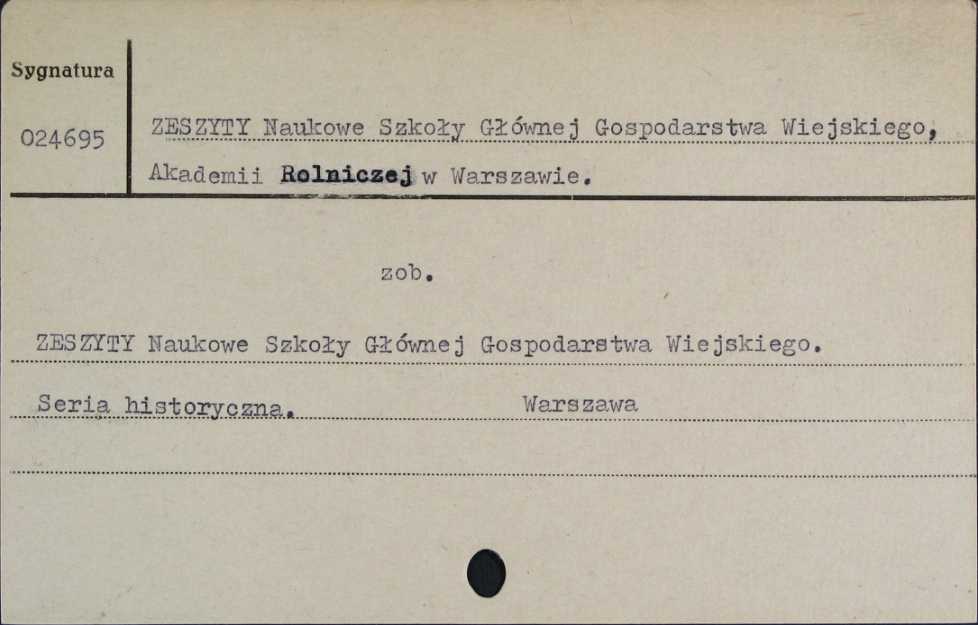 Sygnatura
024695
ZESZYTY Naukowe Szkoły Głównej Gospodarstwa Wiejskiego,
Akademii Rolniczej w Warszawie.
zob.
ZESZYTY Naukowe Szkoły Głównej Gospodarstwa Wiejskiego.
Seria historyczna. Warszawa